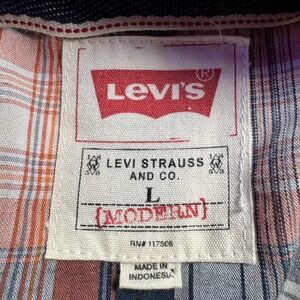 LEVI'S®
LEVI STRAUSS
AND CO.
L
{MODERN}
RN# 117508
MADE IN
INDONESIA